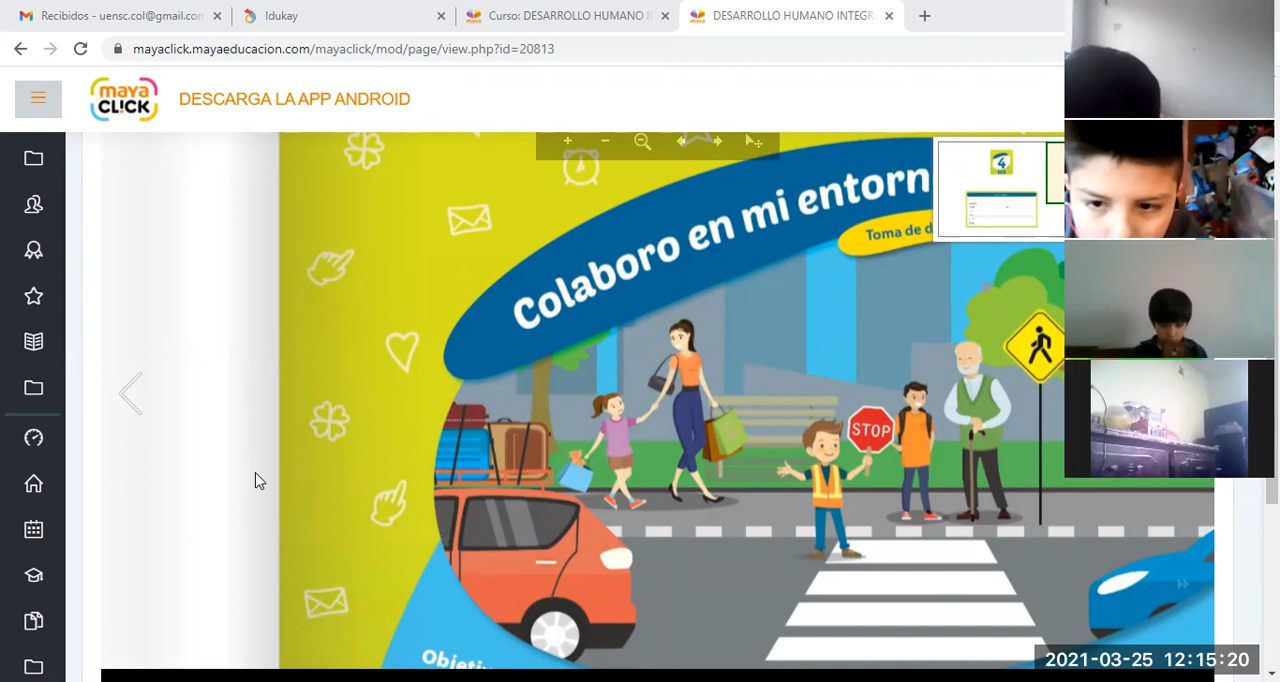 Recibidos - uensc.col@gmail.com
Idukay
Curso: DESARROLLO HUMANO I
DESARROLLO HUMANO INTEGR
mayaclick.mayaeducacion.com/mayaclick/mod/page/view.php?id=20813
maya
CLICK
DESCARGA LA APP ANDROID
4
Colaboro en mi entorn
Toma de d
STOP
Objeti
2021-03-25 12:15:20